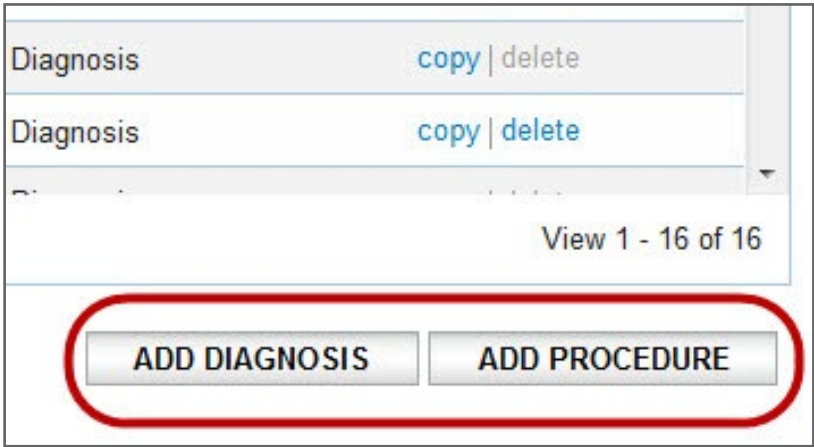 Diagnosis copy | delete
Diagnosis copy | delete
View 1 - 16 of 16
ADD DIAGNOSIS ADD PROCEDURE